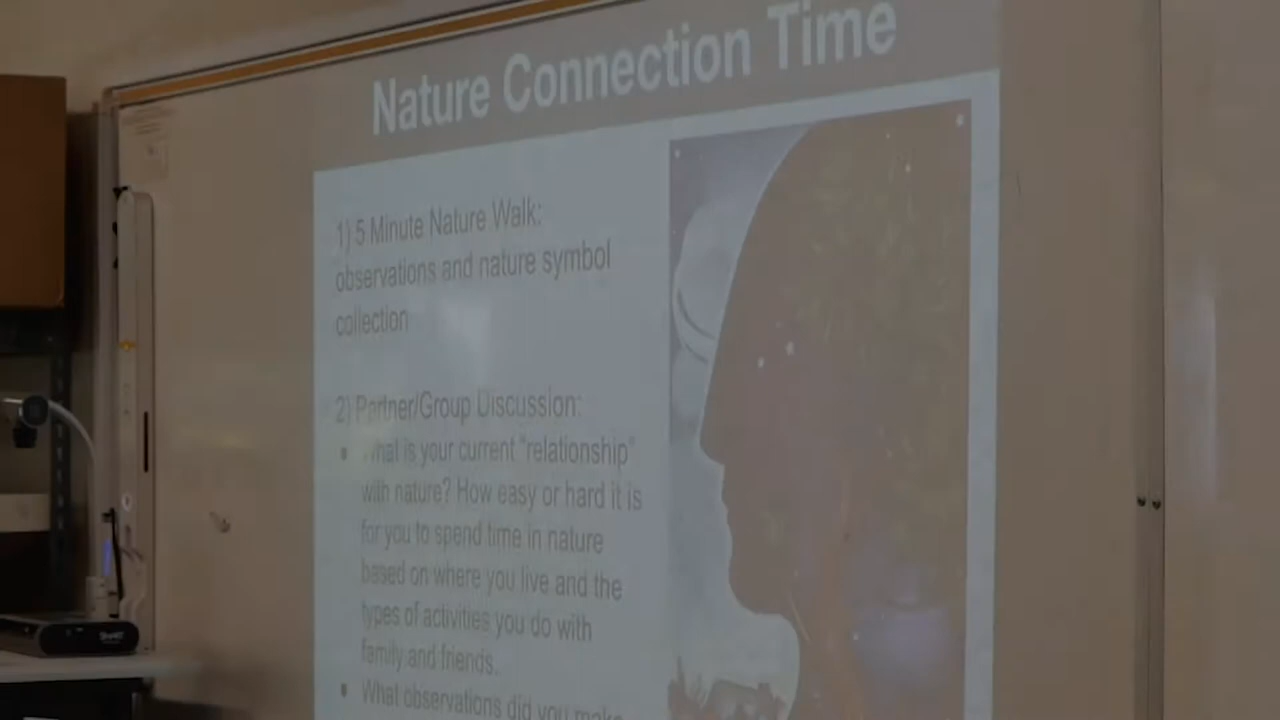 Nature Connection Time
1) 5 Minute Nature Walk:
observations and nature symbol
collection
2) Partner/Group Discussion:
What is your current "relationship"
with nature? How easy or hard it is
for you to spend time in nature
based on where you live and the
types of activities you do with
family and friends.
What observations did you make